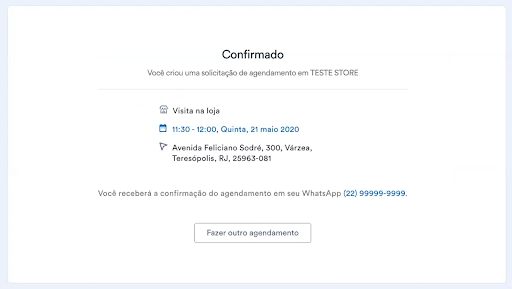 Confirmado
Você criou uma solicitação de agendamento em TESTE STORE
Visita na loja
11:30 - 12:00, Quinta, 21 maio 2020
Avenida Feliciano Sodré, 300, Várzea,
Teresópolis, RJ, 25963-081
Você receberá a confirmação do agendamento em seu WhatsApp (22) 99999-9999.
Fazer outro agendamento